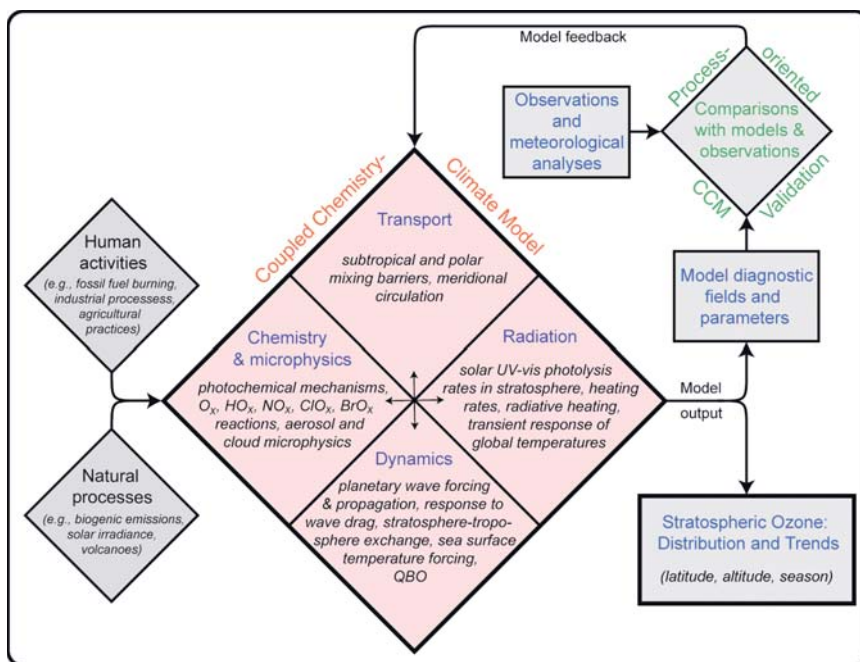 Model feedback
Process-
oriented
CCM
Validation
Comparisons
with models &
observations
Observations
and
meteorological
analyses
Coupled Chemistry-
Climate Model
Transport
subtropical and polar
mixing barriers, meridional
circulation
Human
activities
(e.g., fossil fuel burning,
industrial processess,
agricultural
practices)
Model diagnostic
fields and
parameters
Chemistry
& microphysics
photochemical mechanisms,
Ox, HOx, NOx, ClOx, BrOx
reactions, aerosol and
cloud microphysics
Radiation
solar UV-vis photolysis
rates in stratosphere, heating
rates, radiative heating,
transient response of
global temperatures
Model
output
Dynamics
planetary wave forcing
& propagation, response to
wave drag, stratosphere-tropo-
sphere exchange, sea surface
temperature forcing,
QBO
Natural
processes
(e.g., biogenic emissions,
solar irradiance,
volcanoes)
Stratospheric Ozone:
Distribution and Trends
(latitude, altitude, season)